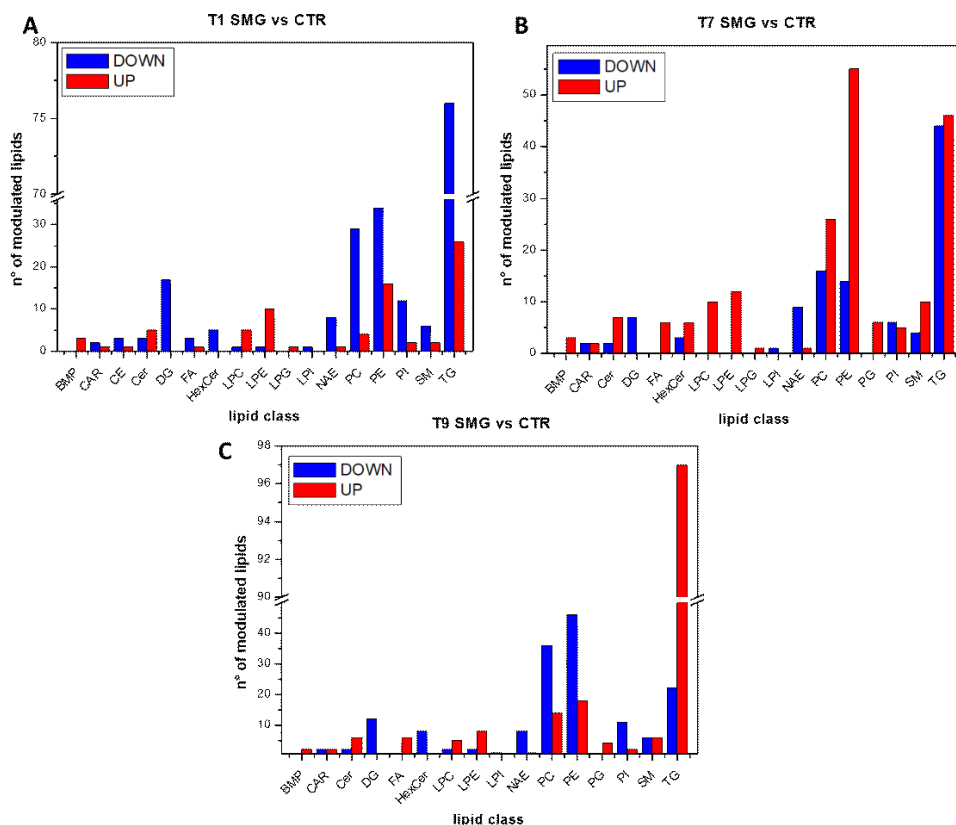 A
T1 SMG vs CTR
80
75
70
30
20
10
0
n° of modulated lipids
DOWN
UP
BMP CAR CE Cer DG FA HexCer LPC LPE LPG LPI NAE PC PE PI SM TG
lipid class
B
T7 SMG vs CTR
50
40
30
20
10
0
n° of modulated lipids
DOWN
UP
BMP CAR Cer DG FA HexCer LPC LPE LPG LPI NAE PC PE PG PI SM TG
lipid class
C
T9 SMG vs CTR
98
96
94
92
90
40
30
20
10
n° of modulated lipids
DOWN
UP
BMP CAR Cer DG FA HexCer LPC LPE LPI NAE PC PE PG PI SM TG
lipid class